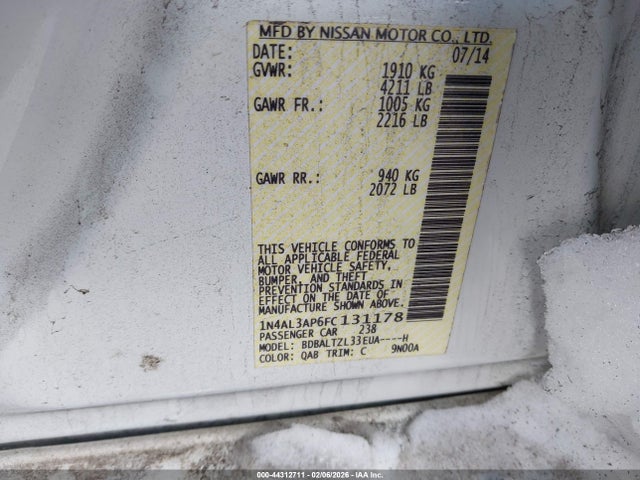 MFD BY NISSAN MOTOR CO., LTD.
DATE: 07/14
GVWR: 1910 KG
4211 LB
GAWR FR.: 1005 KG
2216 LB
GAWR RR.: 940 KG
2072 LB
THIS VEHICLE CONFORMS TO
ALL APPLICABLE FEDERAL
MOTOR VEHICLE SAFETY,
BUMPER, AND THEFT
PREVENTION STANDARDS IN
EFFECT ON THE DATE OF
MANUFACTURE SHOWN ABOVE.
1N4AL3AP6FC131178
PASSENGER CAR 238
MODEL: BDBALTZL33EUA----H
COLOR: QAB TRIM: C 9N00A
000-44312711 - 02/06/2026 - IAA Inc.